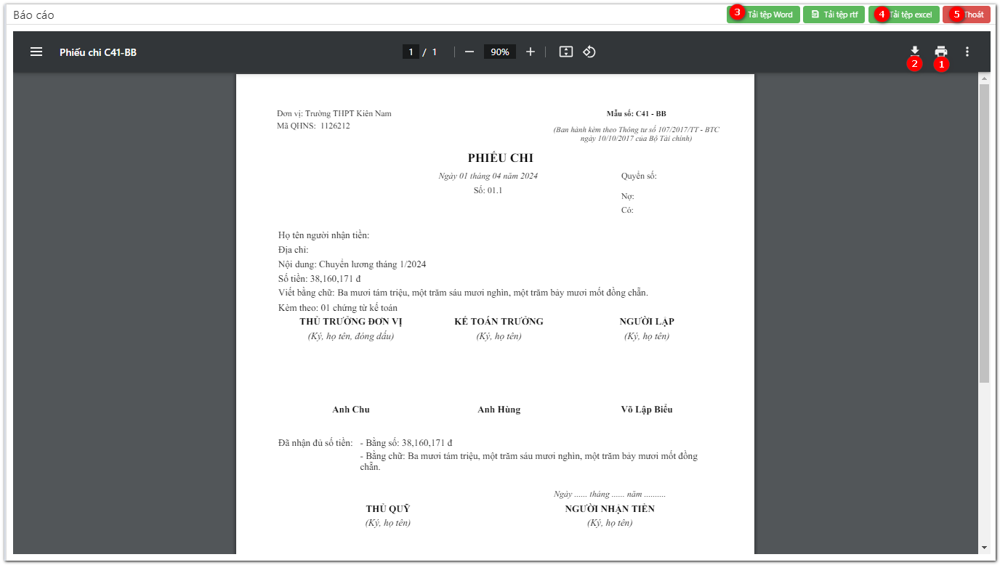 Báo cáo
3 Tải tệp Word
Tải tệp rtf
4 Tải tệp excel
5 Thoát
Phiếu chi C41-BB
1 / 1
90%
2
1
Đơn vị: Trường THPT Kiên Nam
Mã QHNS: 1126212
Mẫu số: C41 - BB
(Ban hành kèm theo Thông tư số 107/2017/TT - BTC
ngày 10/10/2017 của Bộ Tài chính)
PHIẾU CHI
Ngày 01 tháng 04 năm 2024
Số: 01.1
Quyển số:
Nợ:
Có:
Họ tên người nhận tiền:
Địa chỉ:
Nội dung: Chuyển lương tháng 1/2024
Số tiền: 38,160,171 đ
Viết bằng chữ: Ba mươi tám triệu, một trăm sáu mươi nghìn, một trăm bảy mươi mốt đồng chẵn.
Kèm theo: 01 chứng từ kế toán
THỦ TRƯỞNG ĐƠN VỊ KẾ TOÁN TRƯỞNG NGƯỜI LẬP
(Ký, họ tên, đóng dấu) (Ký, họ tên) (Ký, họ tên)
Anh Chu Anh Hùng Võ Lập Biểu
Đã nhận đủ số tiền: - Bằng số: 38,160,171 đ
- Bằng chữ: Ba mươi tám triệu, một trăm sáu mươi nghìn, một trăm bảy mươi mốt đồng
chẵn.
Ngày ...... tháng ...... năm ..........
THỦ QUỸ NGƯỜI NHẬN TIỀN
(Ký, họ tên) (Ký, họ tên)